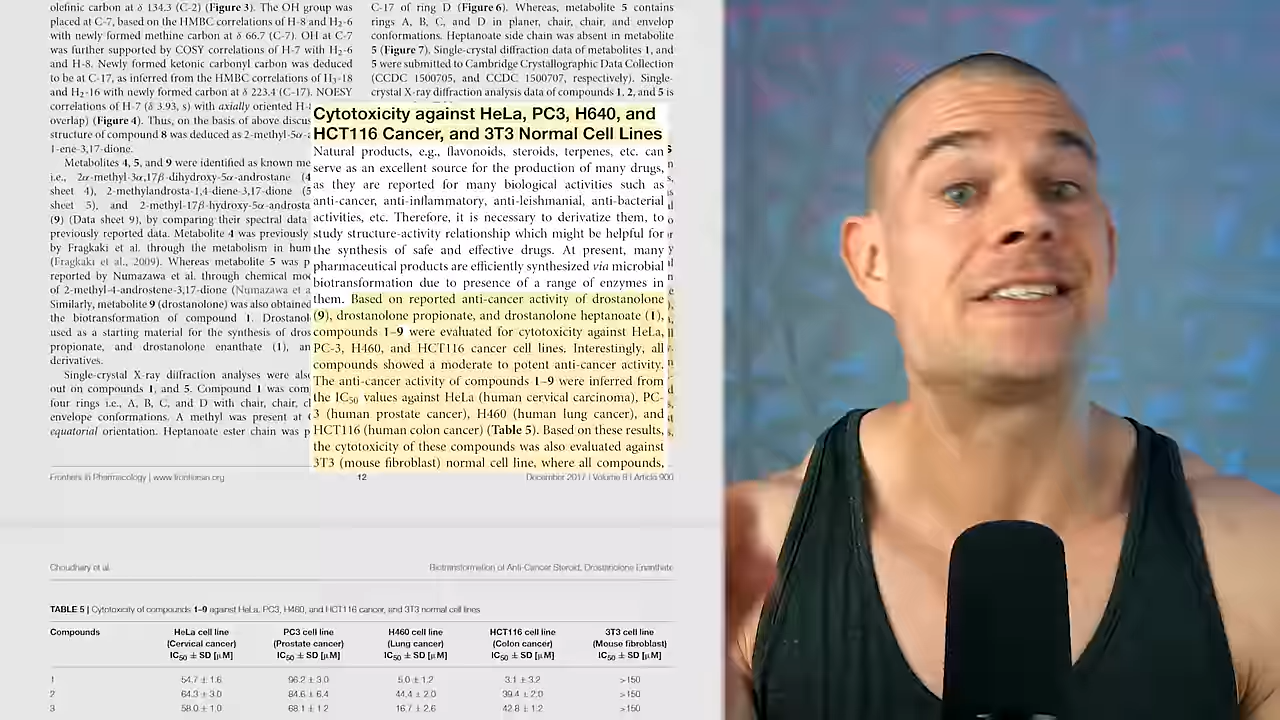 olefinic carbon at δ 134.3 (C-2) (Figure 3). The OH group was
placed at C-7, based on the HMBC correlations of H-8 and H2-6
with newly formed methine carbon at δ 66.7 (C-7). OH at C-7
was further supported by COSY correlations of H-7 with H2-6
and H-8. Newly formed ketonic carbonyl carbon was deduced
to be at C-17, as inferred from the HMBC correlations of H3-18
and H2-16 with newly formed carbon at δ 223.4 (C-17). NOESY
correlations of H-7 (δ 3.93, s) with axially oriented H-
overlap) (Figure 4). Thus, on the basis of above discus
structure of compound 8 was deduced as 2-methyl-5α-
1-ene-3,17-dione.
Metabolites 4, 5, and 9 were identified as known me
i.e., 2α-methyl-3α,17β-dihydroxy-5α-androstane (4
sheet 4), 2-methylandrosta-1,4-diene-3,17-dione (5
sheet 5), and 2-methyl-17β-hydroxy-5α-androsta
(9) (Data sheet 9), by comparing their spectral data
previously reported data. Metabolite 4 was previously
by Fragkaki et al. through the metabolism in hum
(Fragkaki et al., 2009). Whereas metabolite 5 was p
reported by Numazawa et al. through chemical mo
of 2-methyl-4-androstene-3,17-dione (Numazawa et a
Similarly, metabolite 9 (drostanolone) was also obtained
the biotransformation of compound 1. Drostanol
used as a starting material for the synthesis of dros
propionate, and drostanolone enanthate (1), an
derivatives.
Single-crystal X-ray diffraction analyses were als
out on compounds 1, and 5. Compound 1 was com
four rings i.e., A, B, C, and D with chair, chair, c
envelope conformations. A methyl was present at
equatorial orientation. Heptanoate ester chain was p
C-17 of ring D (Figure 6). Whereas, metabolite 5 contains
rings A, B, C, and D in planer, chair, chair, and envelop
conformations. Heptanoate side chain was absent in metabolite
5 (Figure 7). Single-crystal diffraction data of metabolites 1, and
5 were submitted to Cambridge Crystallographic Data Collection
(CCDC 1500705, and CCDC 1500707, respectively). Single-
crystal X-ray diffraction analysis data of compounds 1, 2, and 5 is
Cytotoxicity against HeLa, PC3, H640, and
HCT116 Cancer, and 3T3 Normal Cell Lines
Natural products, e.g., flavonoids, steroids, terpenes, etc. can
serve as an excellent source for the production of many drugs,
as they are reported for many biological activities such as
anti-cancer, anti-inflammatory, anti-leishmanial, anti-bacterial
activities, etc. Therefore, it is necessary to derivatize them, to
study structure-activity relationship which might be helpful for
the synthesis of safe and effective drugs. At present, many
pharmaceutical products are efficiently synthesized via microbial
biotransformation due to presence of a range of enzymes in
them. Based on reported anti-cancer activity of drostanolone
(9), drostanolone propionate, and drostanolone heptanoate (1),
compounds 1–9 were evaluated for cytotoxicity against HeLa,
PC-3, H460, and HCT116 cancer cell lines. Interestingly, all
compounds showed a moderate to potent anti-cancer activity.
The anti-cancer activity of compounds 1–9 were inferred from
the IC50 values against HeLa (human cervical carcinoma), PC-
3 (human prostate cancer), H460 (human lung cancer), and
HCT116 (human colon cancer) (Table 5). Based on these results,
the cytotoxicity of these compounds was also evaluated against
3T3 (mouse fibroblast) normal cell line, where all compounds,
Frontiers in Pharmacology | www.frontiersin.org 12 December 2017 | Volume 8 | Article 900
Choudhary et al. Biotransformation of Anti-Cancer Steroid, Drostanolone Enanthate
TABLE 5 | Cytotoxicity of compounds 1–9 against HeLa, PC3, H460, and HCT116 cancer, and 3T3 normal cell lines
Compounds HeLa cell line PC3 cell line H460 cell line HCT116 cell line 3T3 cell line
(Cervical cancer) (Prostate cancer) (Lung cancer) (Colon cancer) (Mouse fibroblast)
IC50 ± SD [μM] IC50 ± SD [μM] IC50 ± SD [μM] IC50 ± SD [μM] IC50 ± SD [μM]
1 54.7 ± 1.6 96.2 ± 3.0 5.0 ± 1.2 3.1 ± 3.2 >150
2 64.3 ± 3.0 84.6 ± 6.4 44.4 ± 2.0 39.4 ± 2.0 >150
3 58.0 ± 1.0 68.1 ± 1.2 16.7 ± 2.6 42.8 ± 1.2 >150